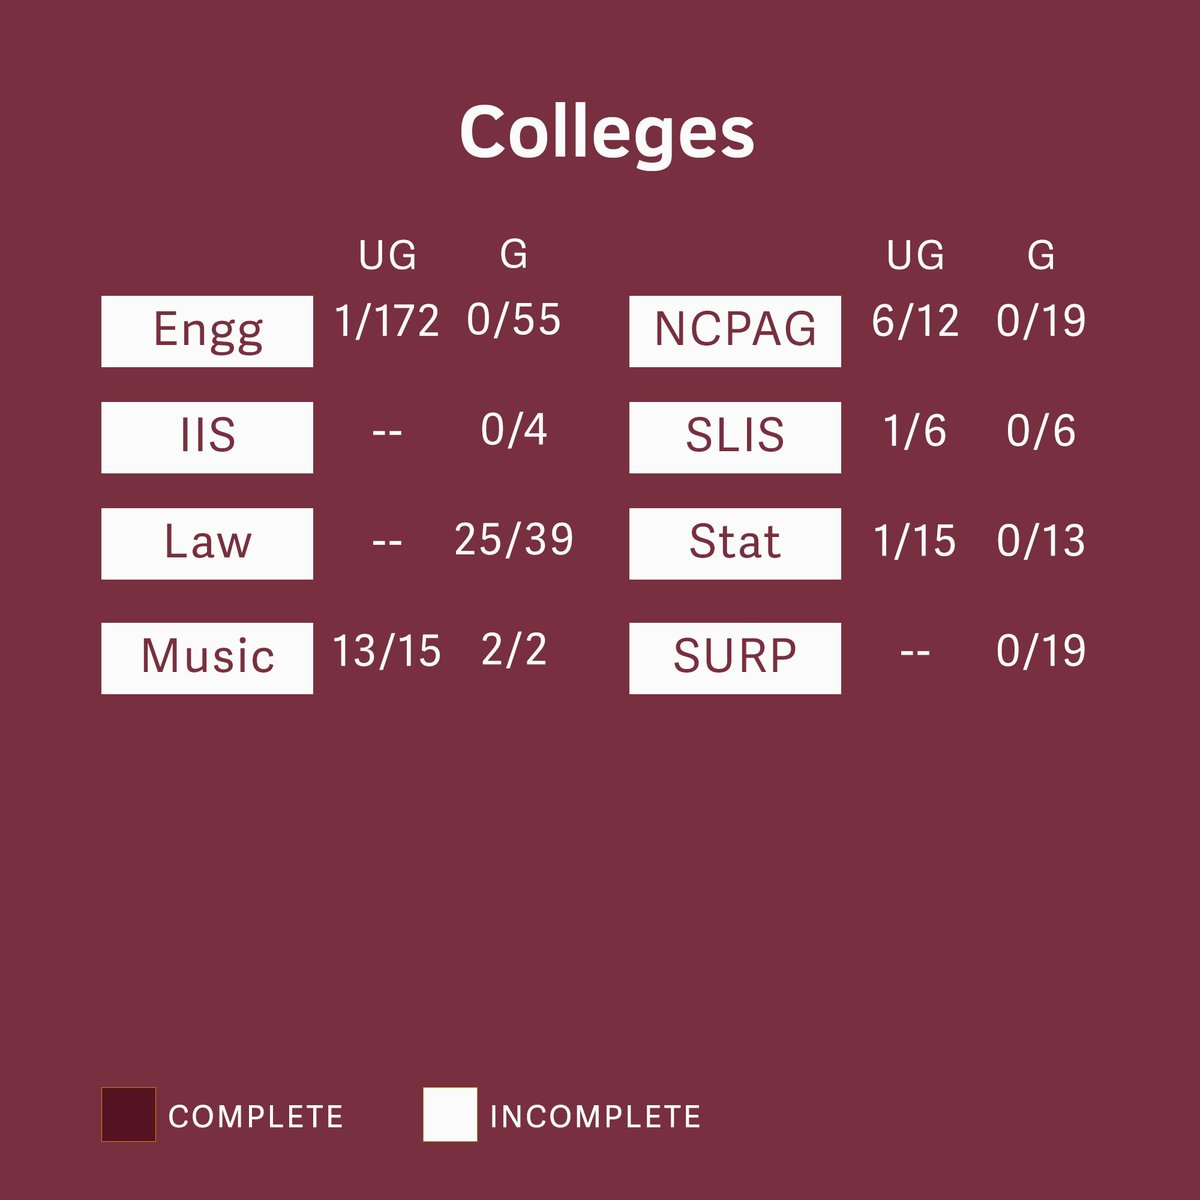 Colleges
UG G UG G
Engg 1/172 0/55 NCPAG 6/12 0/19
IIS -- 0/4 SLIS 1/6 0/6
Law -- 25/39 Stat 1/15 0/13
Music 13/15 2/2 SURP -- 0/19
COMPLETE INCOMPLETE